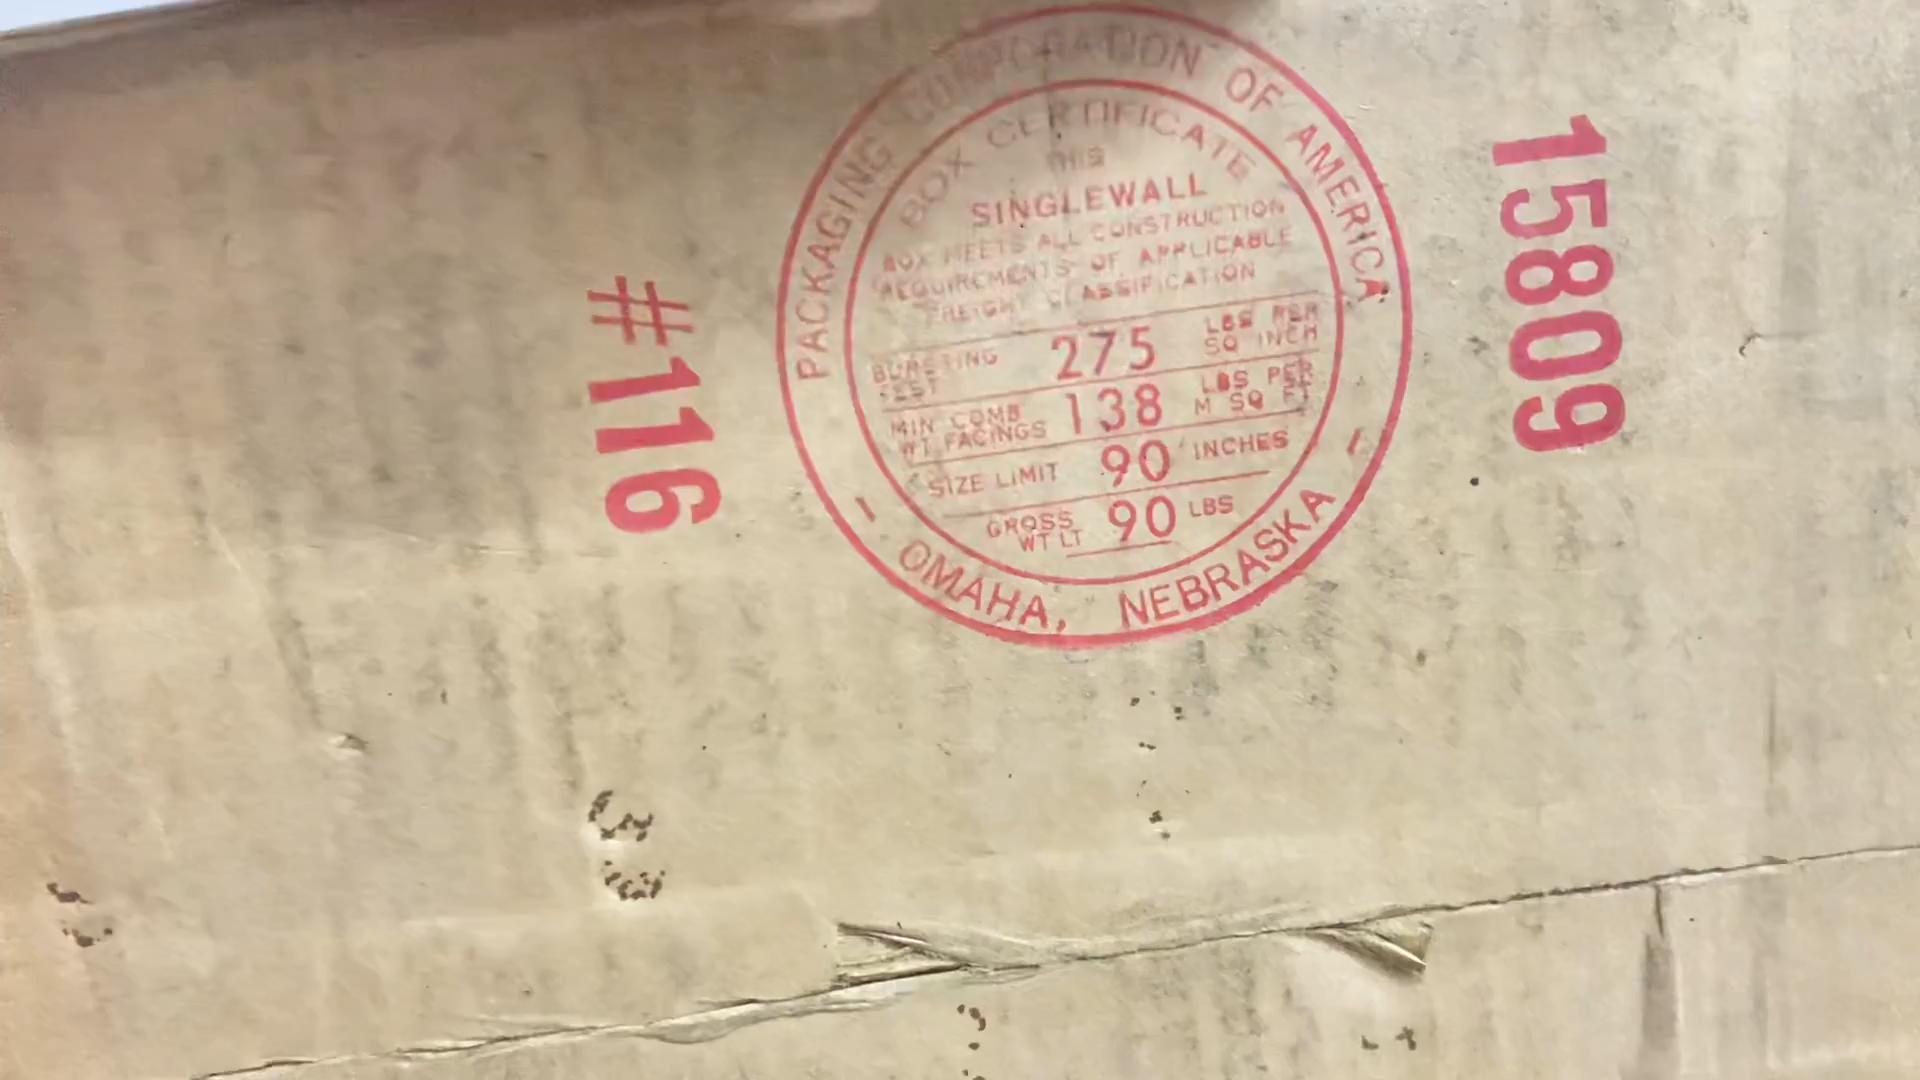 PACKAGING CORPORATION OF AMERICA
BOX CERTIFICATE
THIS
SINGLEWALL
BOX MEETS ALL CONSTRUCTION
REQUIREMENTS OF APPLICABLE
FREIGHT CLASSIFICATION
BURSTING TEST 275 LBS PER SQ INCH
MIN COMB WT FACINGS 138 LBS PER M SQ FT
SIZE LIMIT 90 INCHES
GROSS WT LT 90 LBS
- OMAHA, NEBRASKA -
#116
15809